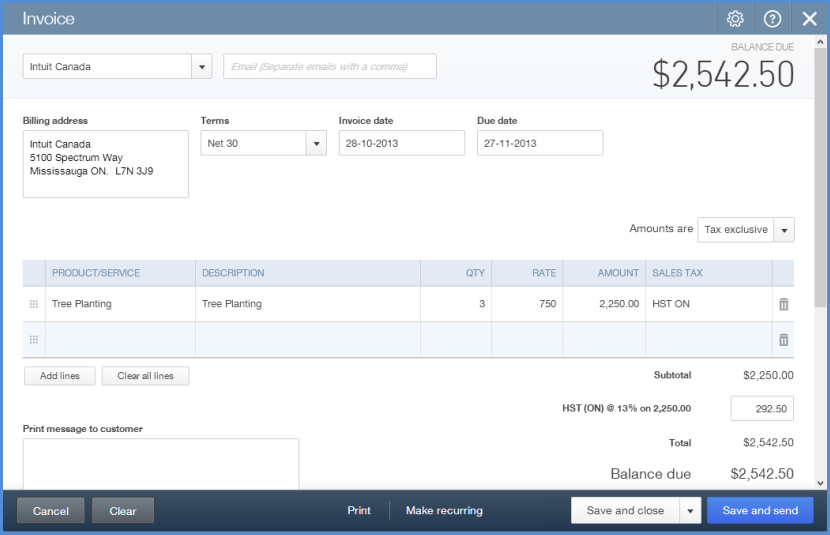 Invoice
BALANCE DUE
$2,542.50
Intuit Canada
Email (Separate emails with a comma)
Billing address
Terms
Invoice date
Due date
Intuit Canada
5100 Spectrum Way
Mississauga ON. L7N 3J9
Net 30
28-10-2013
27-11-2013
Amounts are
Tax exclusive
PRODUCT/SERVICE DESCRIPTION QTY RATE AMOUNT SALES TAX
Tree Planting Tree Planting 3 750 2,250.00 HST ON
Add lines
Clear all lines
Subtotal $2,250.00
HST (ON) @ 13% on 2,250.00 292.50
Print message to customer
Total $2,542.50
Balance due $2,542.50
Cancel
Clear
Print
Make recurring
Save and close
Save and send